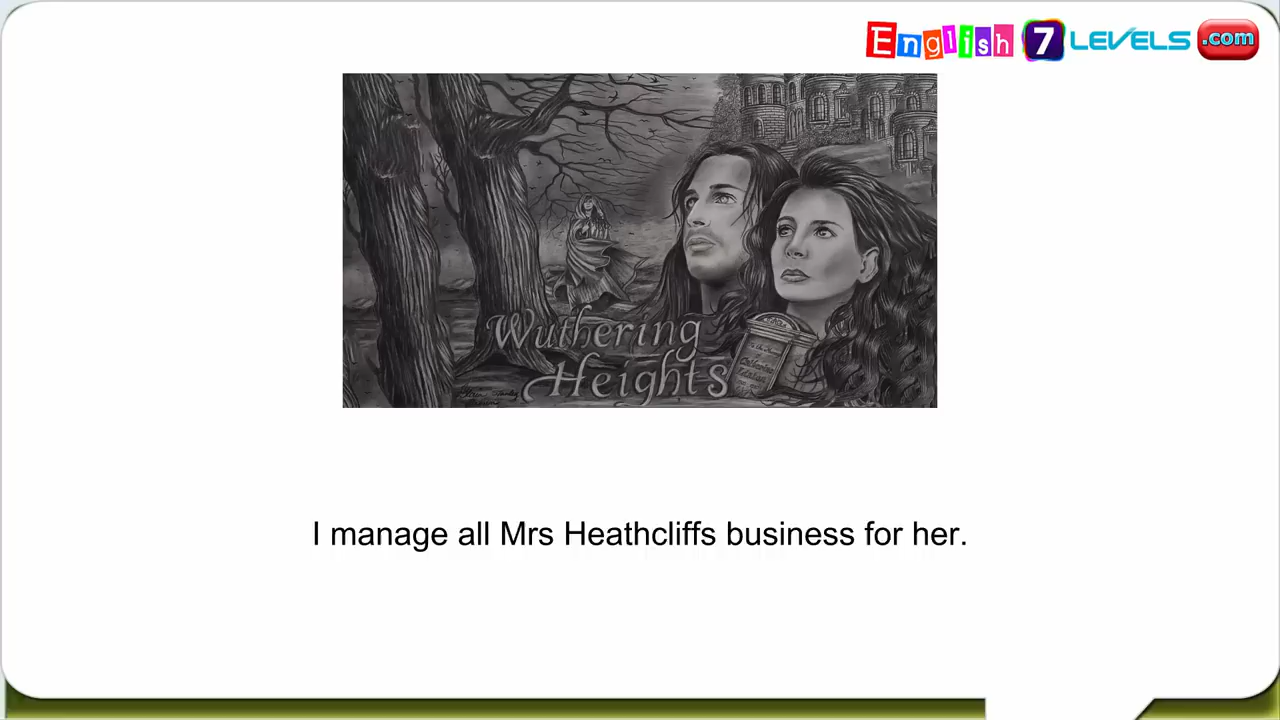 English 7 LEVELS .com
Wuthering
Heights
I manage all Mrs Heathcliffs business for her.